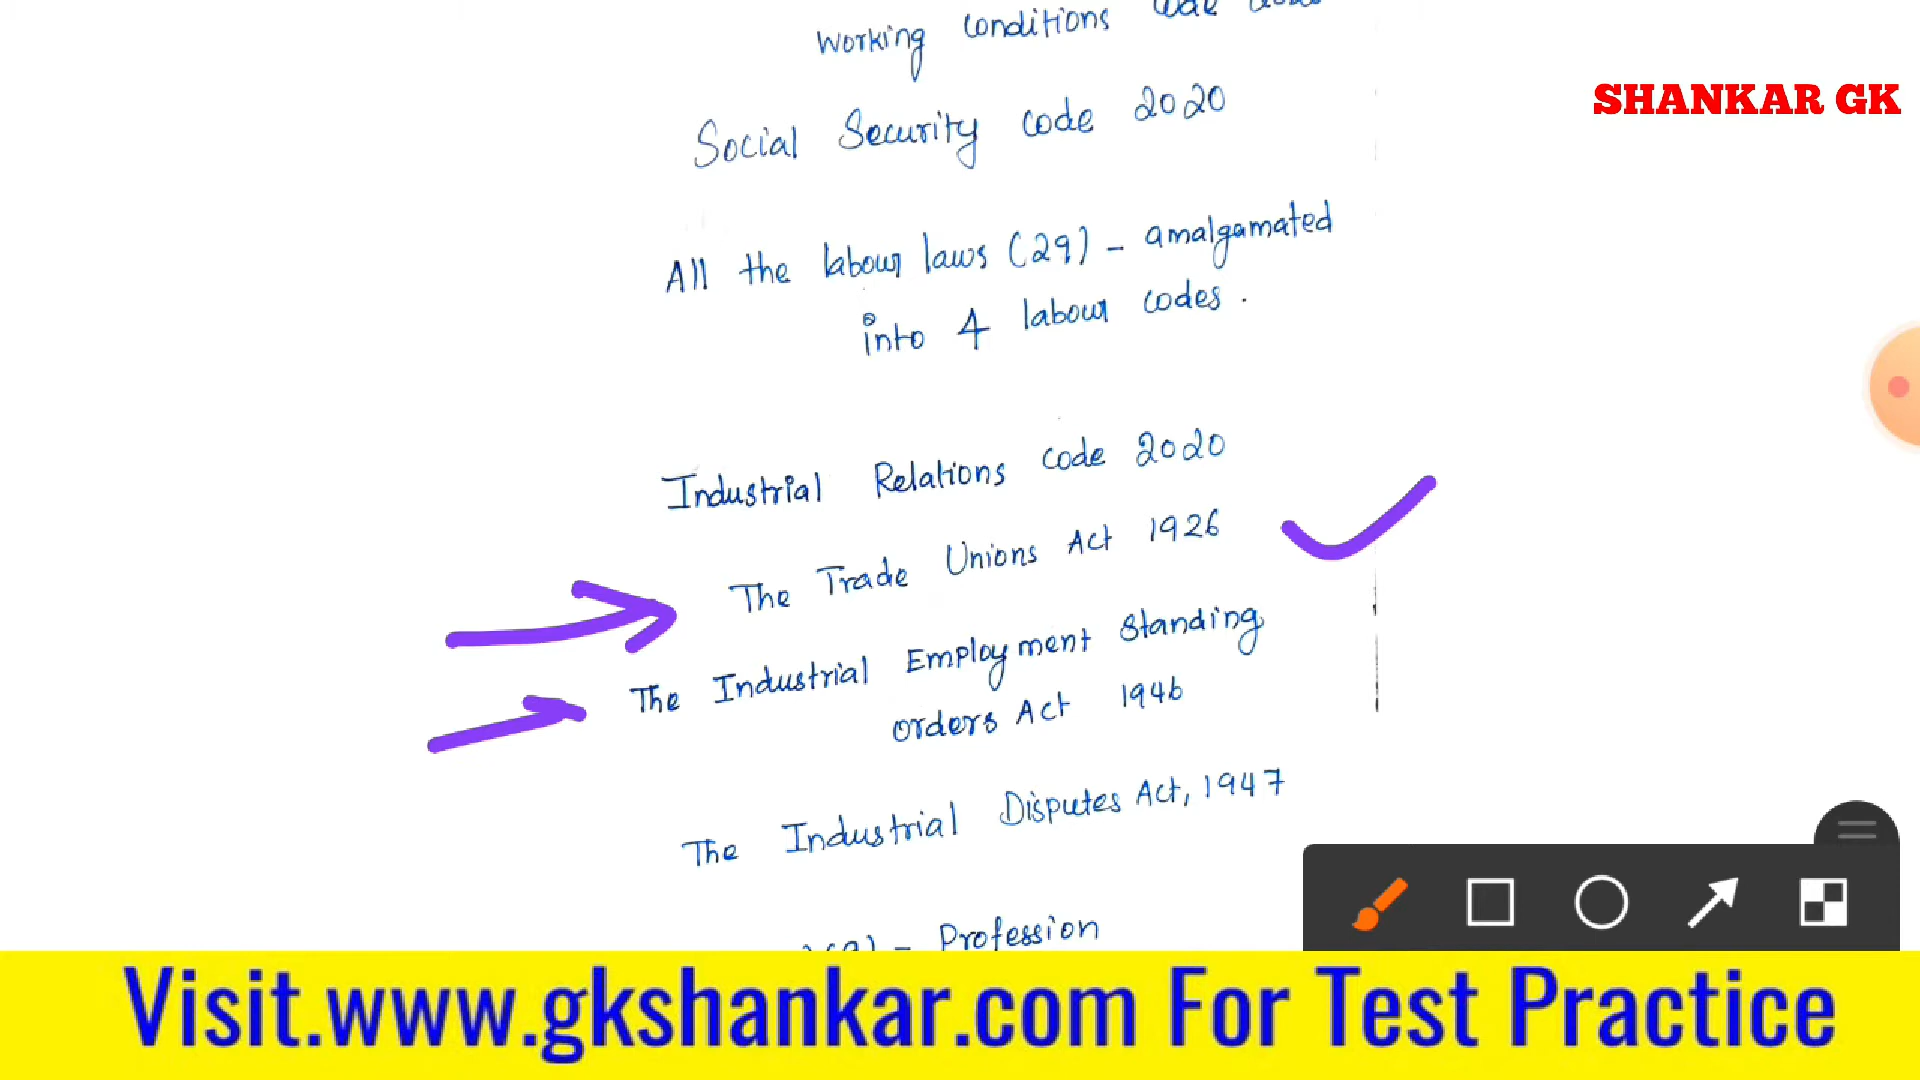 Working Conditions Code
SHANKAR GK
Social Security Code 2020
All the labour laws (29) - amalgamated
into 4 labour codes.
Industrial Relations Code 2020
The Trade Unions Act 1926
The Industrial Employment Standing
orders Act 1946
The Industrial Disputes Act, 1947
- Profession
Visit.www.gkshankar.com For Test Practice